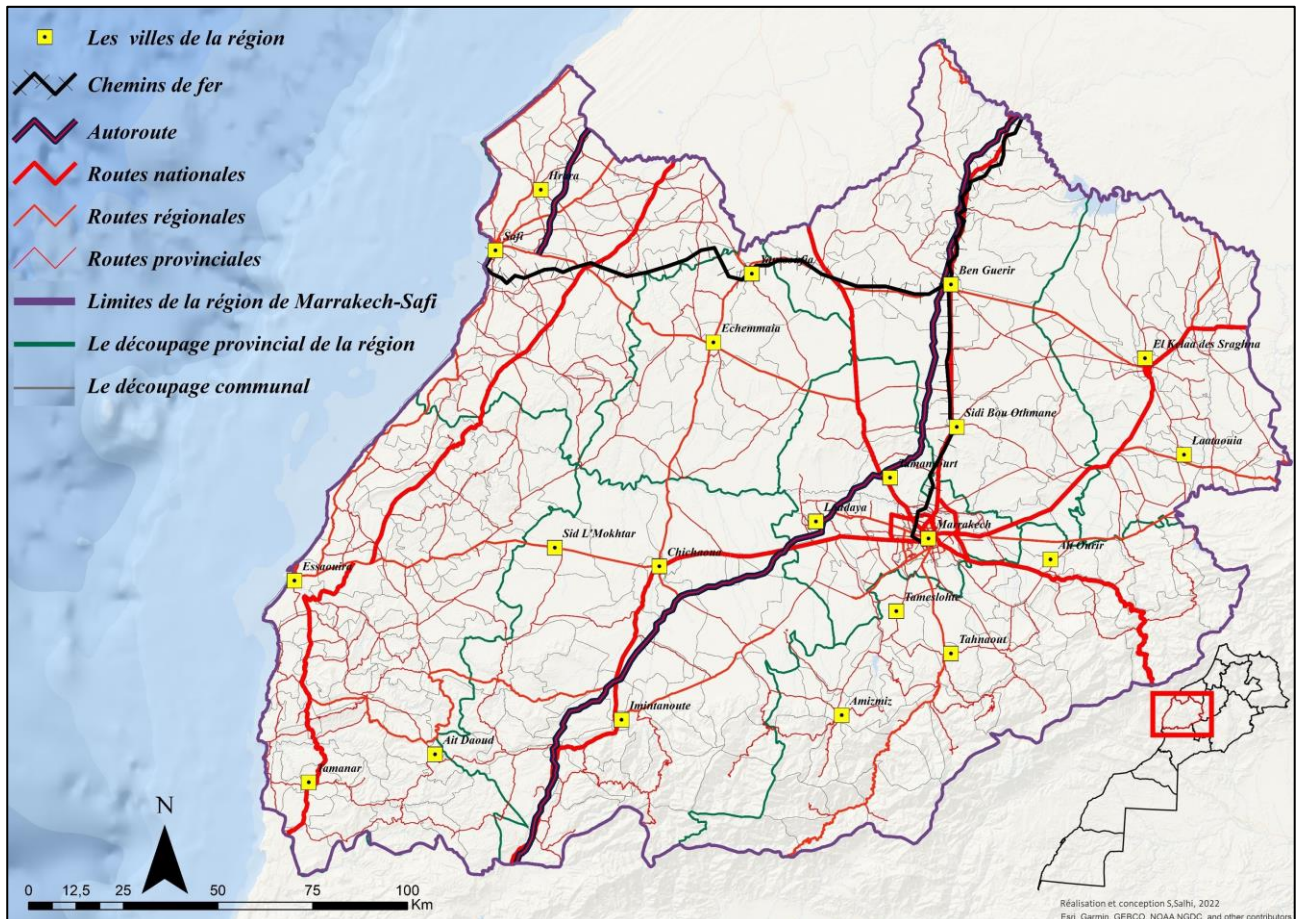 Les villes de la région
Chemins de fer
Autoroute
Routes nationales
Routes régionales
Routes provinciales
Limites de la région de Marrakech-Safi
Le découpage provincial de la région
Le découpage communal
Hrara
Safi
Youssoufia
Ben Guerir
Echemmaia
El Kelaa des Sraghna
Sidi Bou Othmane
Laataouia
Tamansourt
Loudaya
Marrakech
Sid L'Mokhtar
Chichaoua
Ait Ourir
Essaouira
Tameslohte
Tahnaout
Amizmiz
Imintanoute
Ait Daoud
Tamanar
N
0 12,5 25 50 75 100
Km
Réalisation et conception S,Salhi, 2022
Esri, Garmin, GEBCO, NOAA NGDC, and other contributors